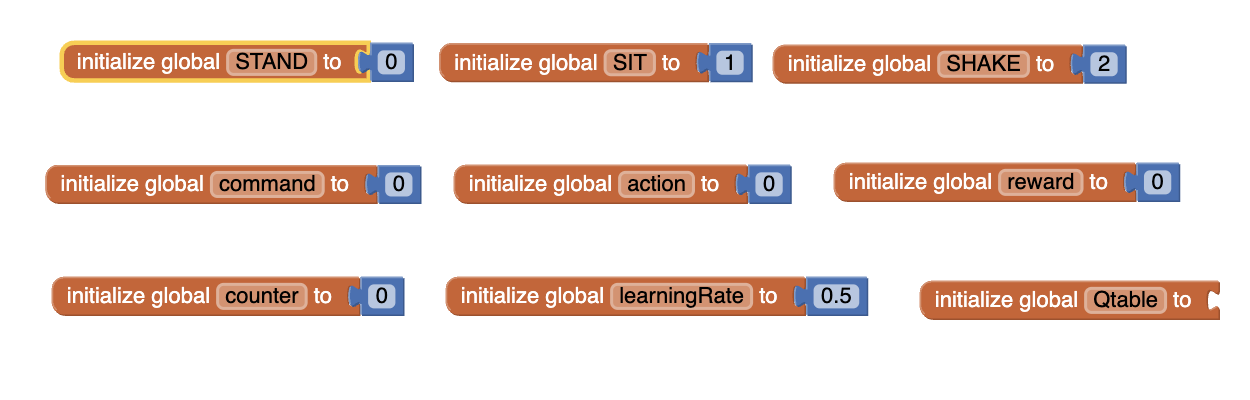 initialize global STAND to 0
initialize global SIT to 1
initialize global SHAKE to 2
initialize global command to 0
initialize global action to 0
initialize global reward to 0
initialize global counter to 0
initialize global learningRate to 0.5
initialize global Qtable to